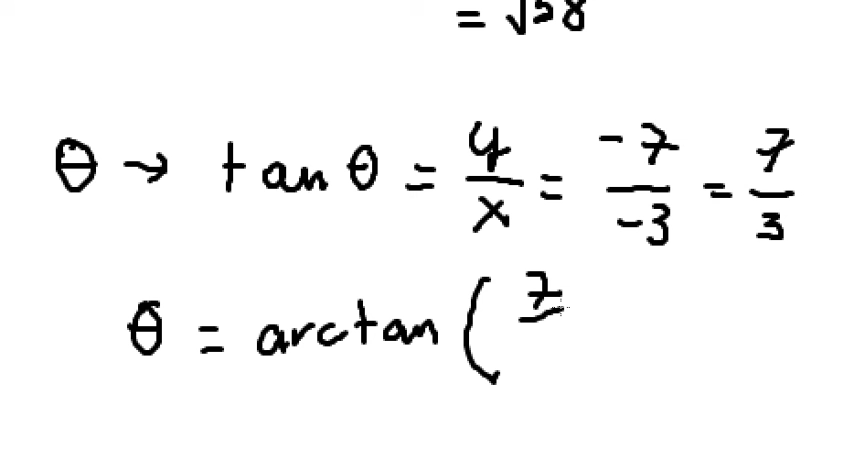 = √58
θ → tan θ = y/x = -7/-3 = 7/3
θ = arctan ( 7/